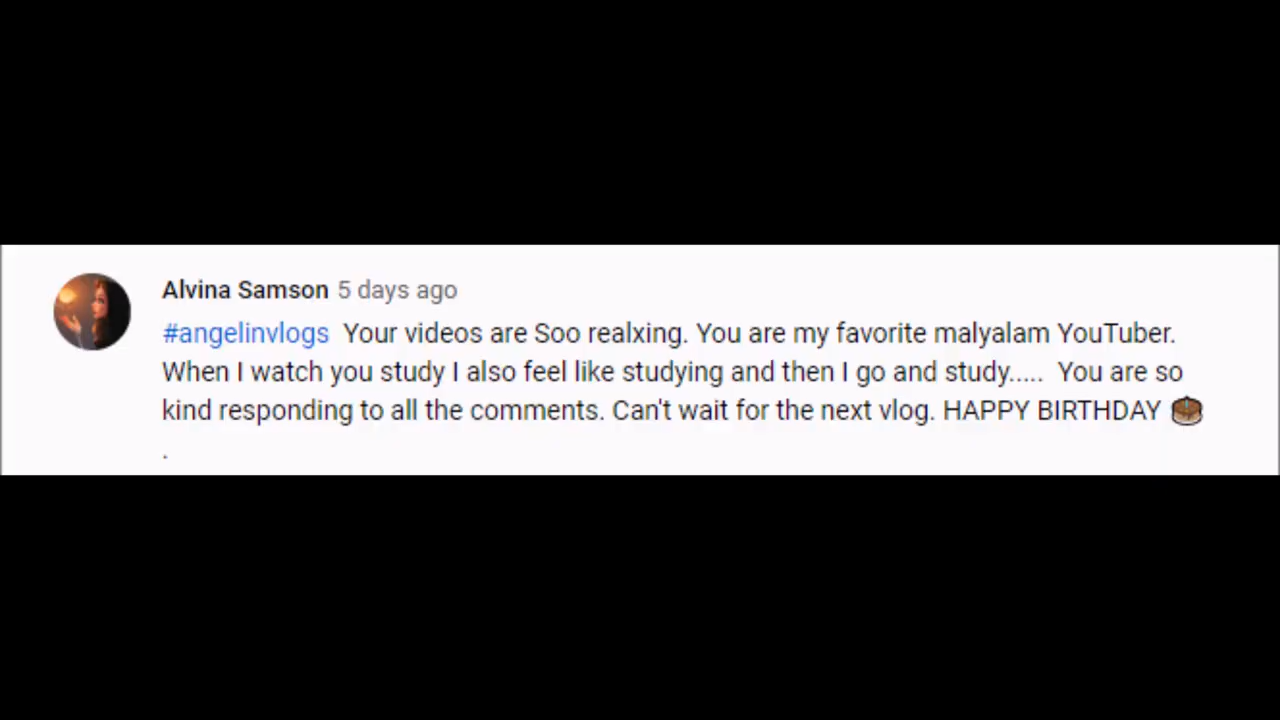 Alvina Samson 5 days ago
#angelinvlogs Your videos are Soo realxing. You are my favorite malyalam YouTuber.
When I watch you study I also feel like studying and then I go and study..... You are so
kind responding to all the comments. Can't wait for the next vlog. HAPPY BIRTHDAY 🎂
.